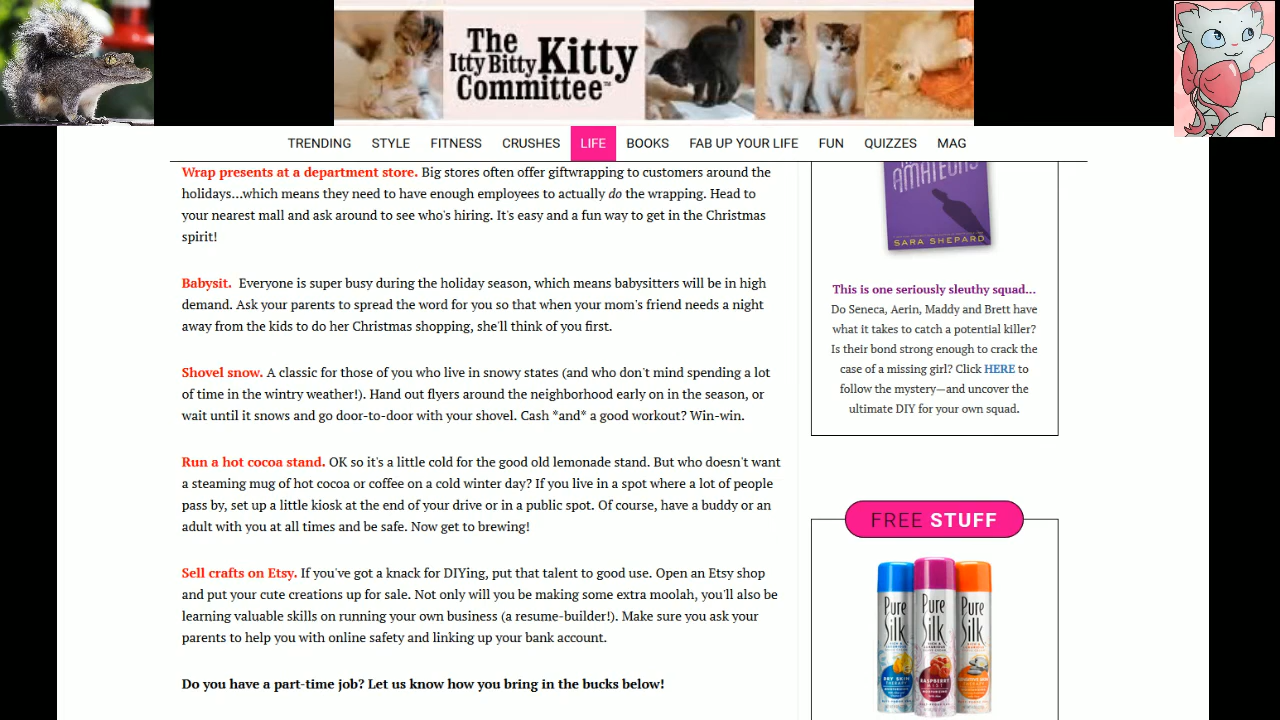 The
Itty Bitty Kitty
Committee™
TRENDING STYLE FITNESS CRUSHES LIFE BOOKS FAB UP YOUR LIFE FUN QUIZZES MAG
Wrap presents at a department store. Big stores often offer giftwrapping to customers around the
holidays...which means they need to have enough employees to actually do the wrapping. Head to
your nearest mall and ask around to see who's hiring. It's easy and a fun way to get in the Christmas
spirit!
Babysit. Everyone is super busy during the holiday season, which means babysitters will be in high
demand. Ask your parents to spread the word for you so that when your mom's friend needs a night
away from the kids to do her Christmas shopping, she'll think of you first.
Shovel snow. A classic for those of you who live in snowy states (and who don't mind spending a lot
of time in the wintry weather!). Hand out flyers around the neighborhood early on in the season, or
wait until it snows and go door-to-door with your shovel. Cash *and* a good workout? Win-win.
Run a hot cocoa stand. OK so it's a little cold for the good old lemonade stand. But who doesn't want
a steaming mug of hot cocoa or coffee on a cold winter day? If you live in a spot where a lot of people
pass by, set up a little kiosk at the end of your drive or in a public spot. Of course, have a buddy or an
adult with you at all times and be safe. Now get to brewing!
Sell crafts on Etsy. If you've got a knack for DIYing, put that talent to good use. Open an Etsy shop
and put your cute creations up for sale. Not only will you be making some extra moolah, you'll also be
learning valuable skills on running your own business (a resume-builder!). Make sure you ask your
parents to help you with online safety and linking up your bank account.
Do you have a part-time job? Let us know how you bring in the bucks below!
AMATEURS
SARA SHEPARD
This is one seriously sleuthy squad...
Do Seneca, Aerin, Maddy and Brett have
what it takes to catch a potential killer?
Is their bond strong enough to crack the
case of a missing girl? Click HERE to
follow the mystery—and uncover the
ultimate DIY for your own squad.
FREE STUFF
Pure Silk Pure Silk Pure Silk
DRY SKIN RASPBERRY
THERAPY MIST